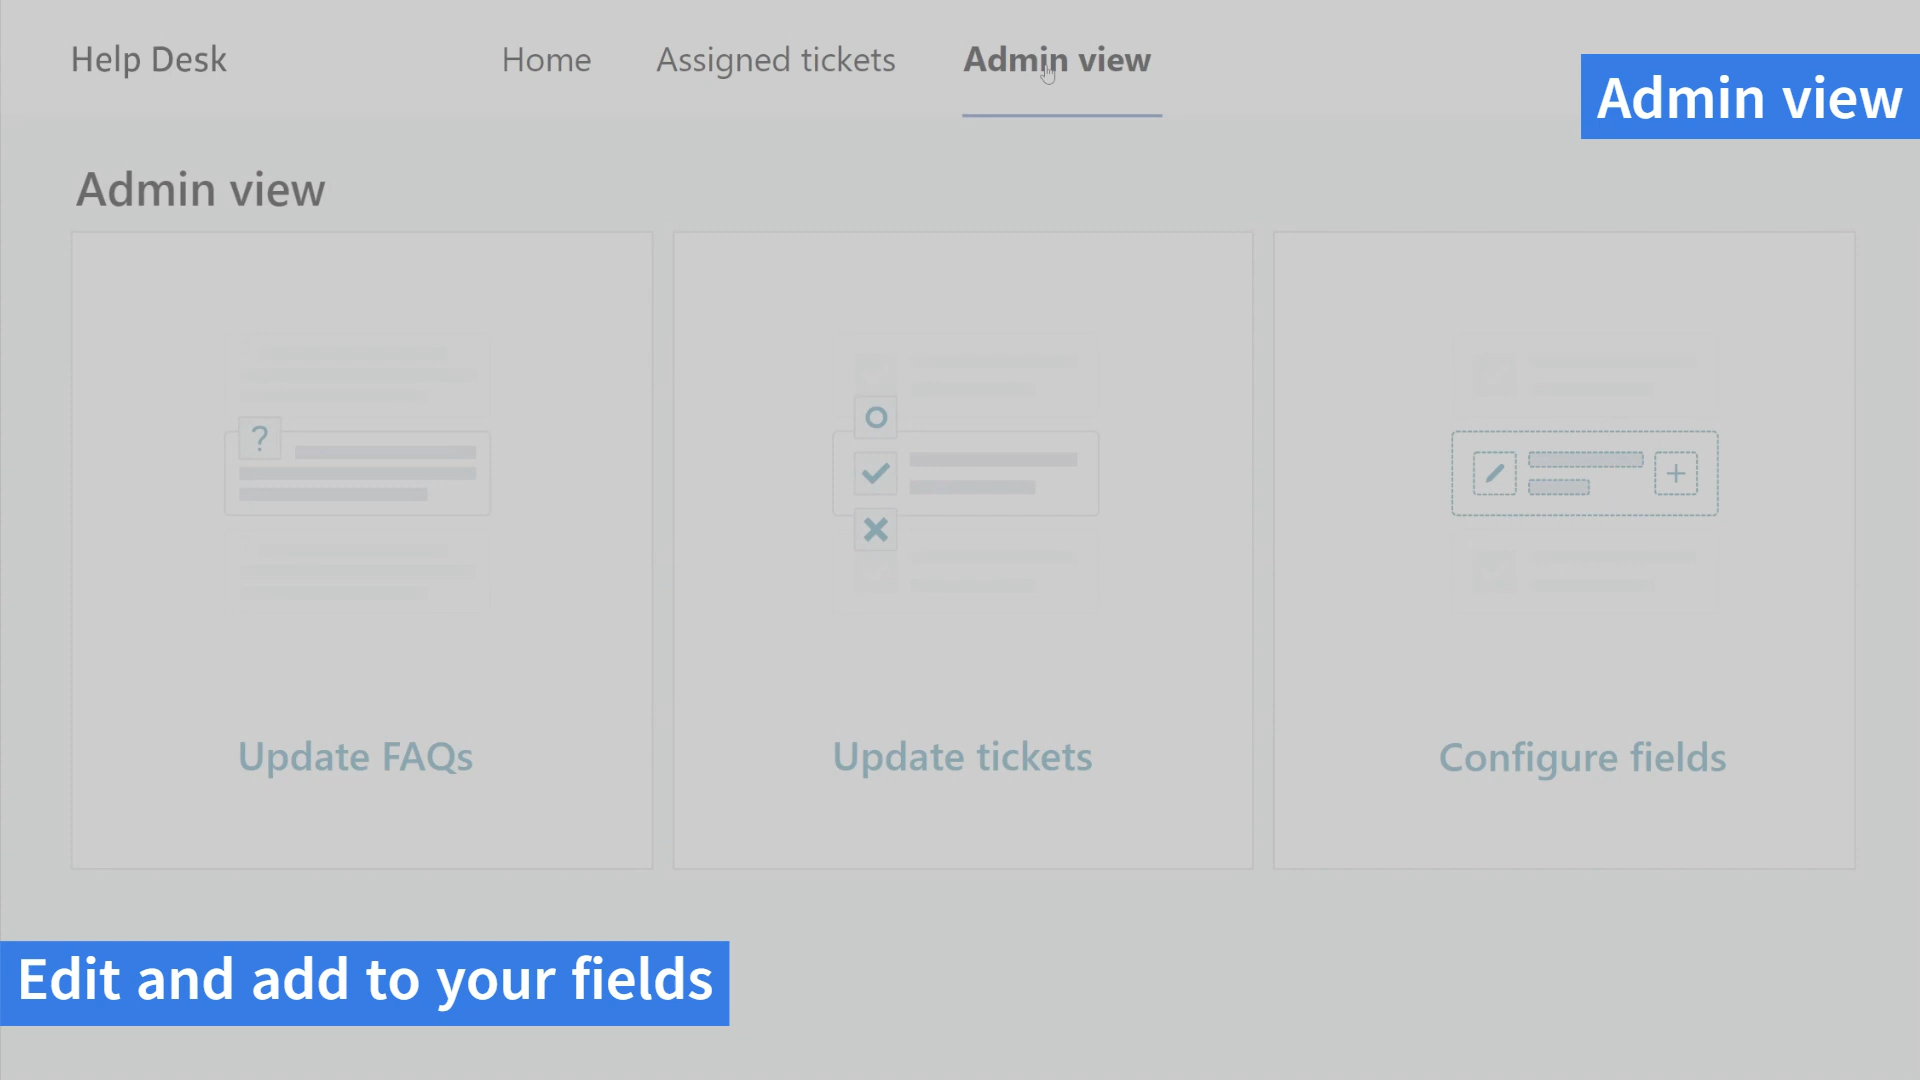 Help Desk
Home
Assigned tickets
Admin view
Admin view
Admin view
?
Update FAQs
Update tickets
Configure fields
Edit and add to your fields